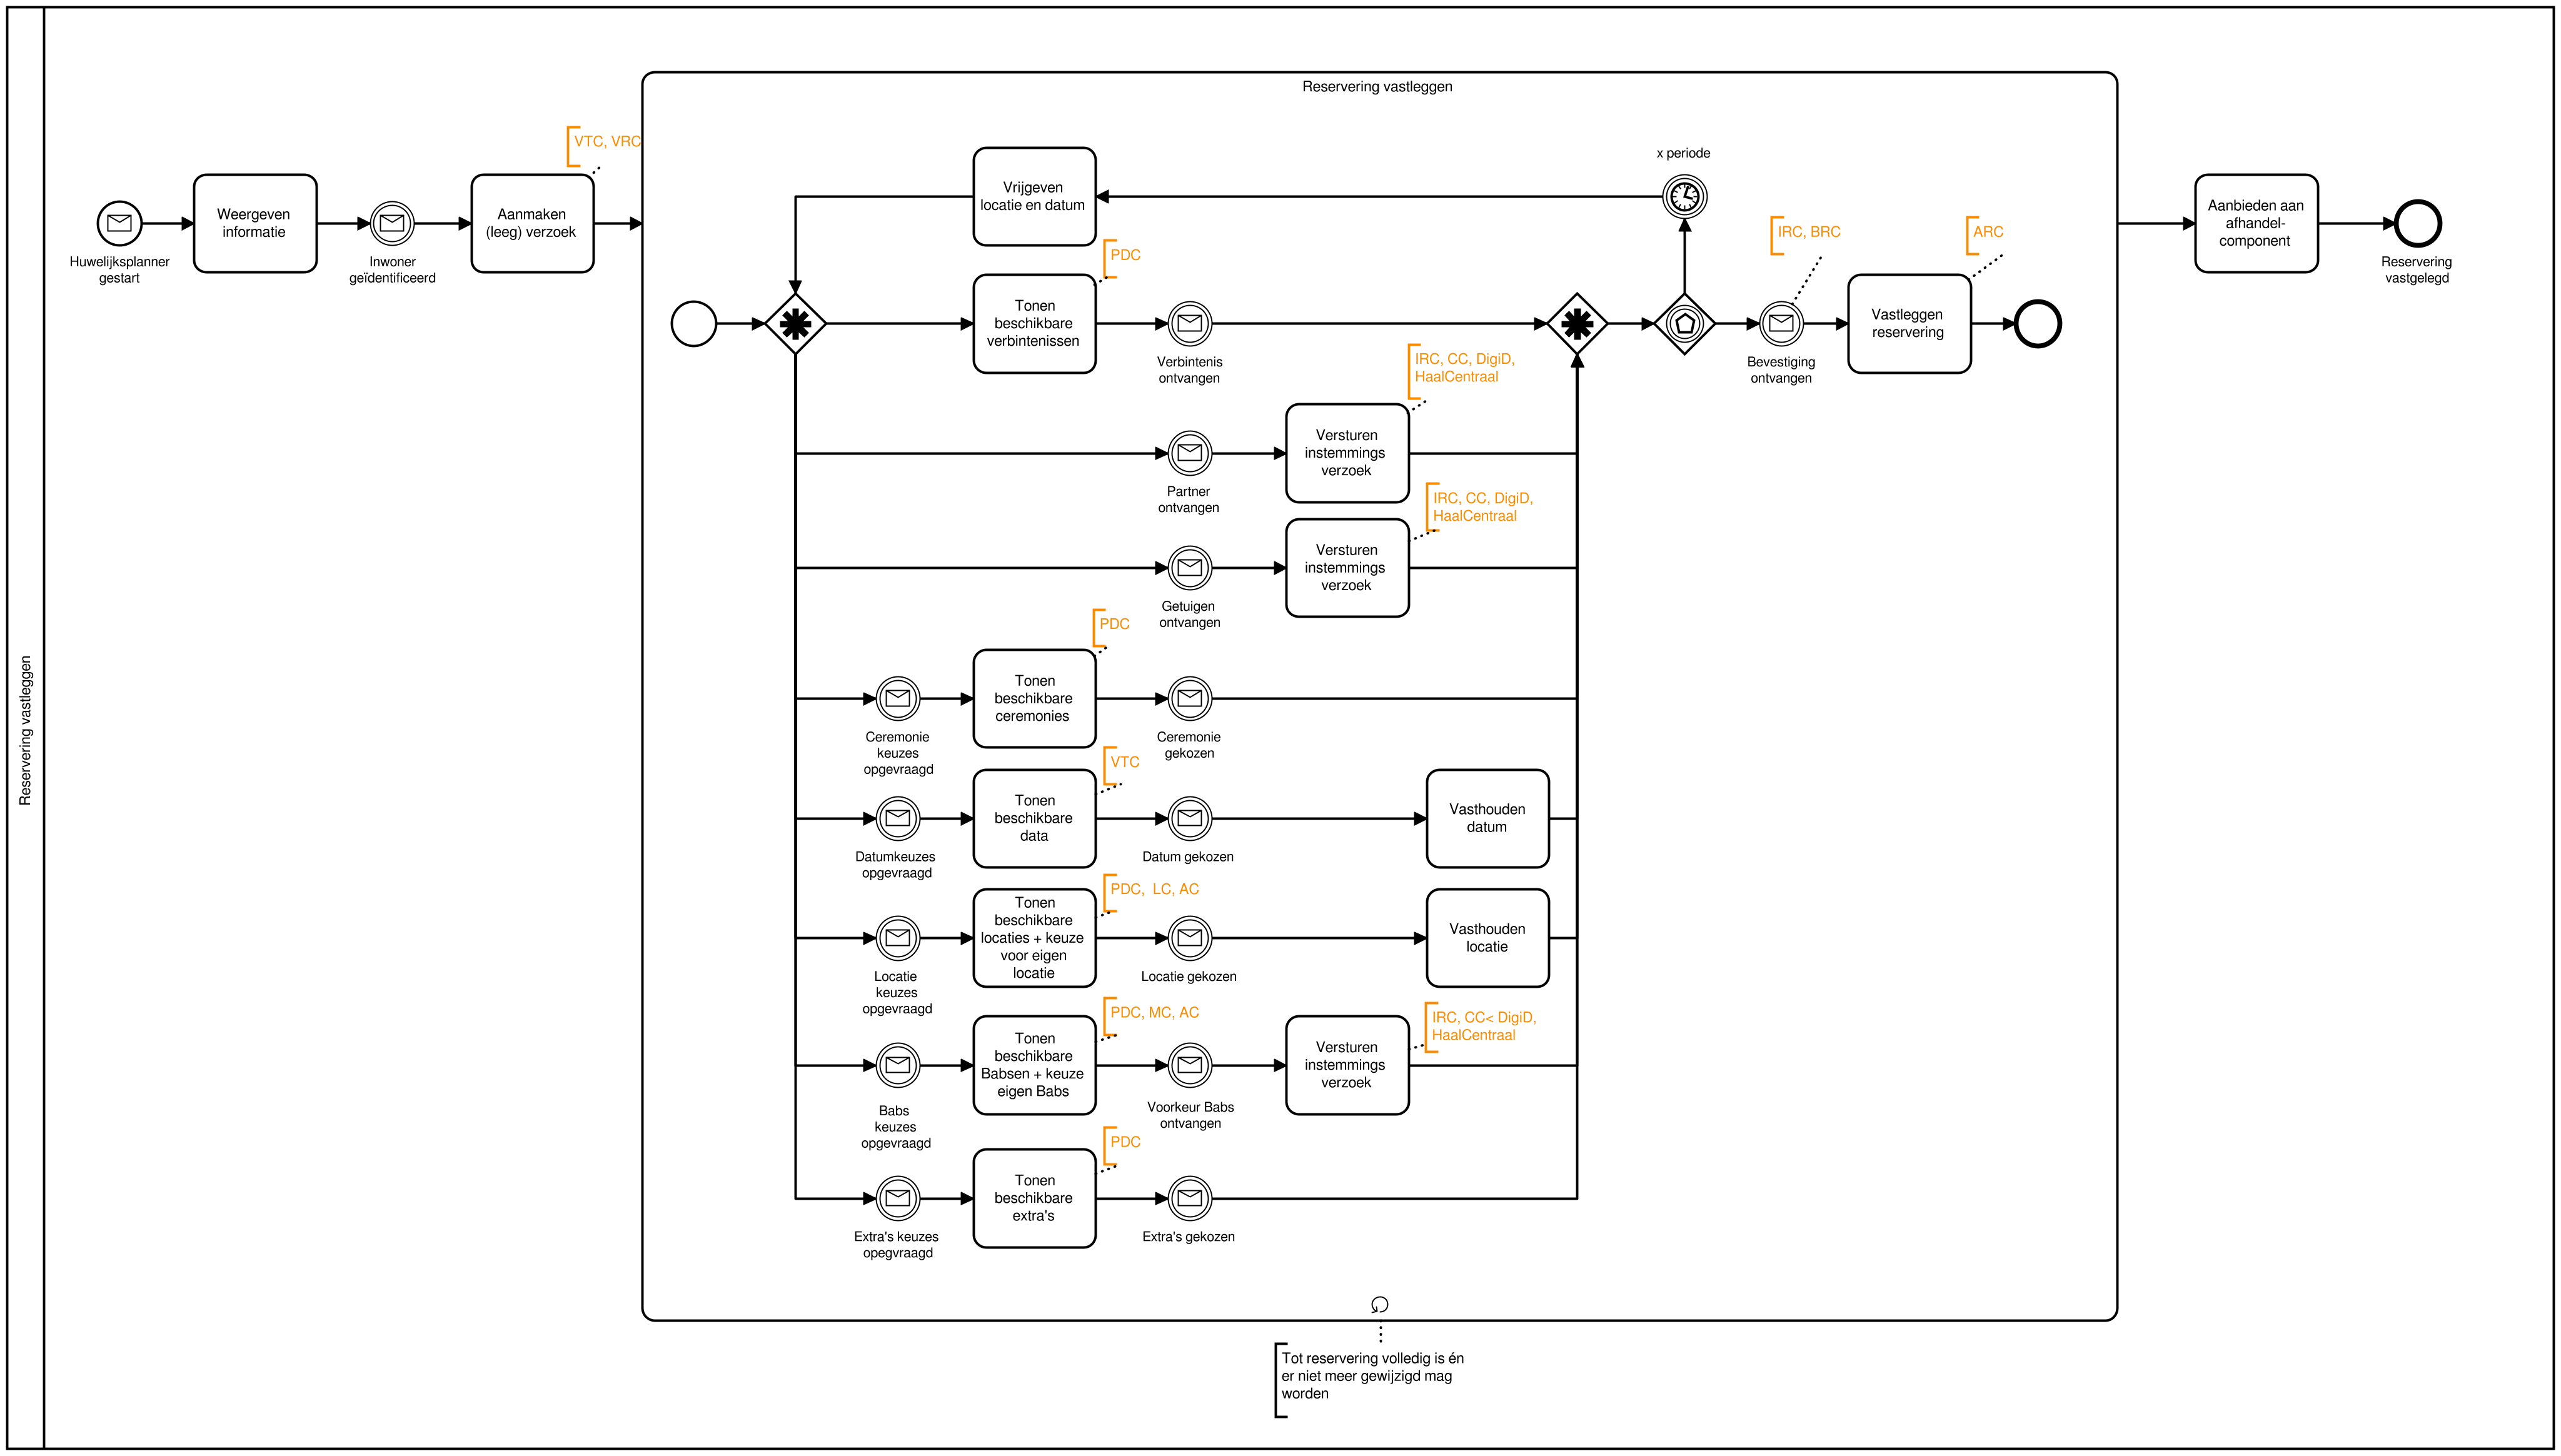 Reservering vastleggen
Reservering vastleggen
VTC, VRC
Huwelijksplanner
gestart
Weergeven
informatie
Inwoner
geïdentificeerd
Aanmaken
(leeg) verzoek
Vrijgeven
locatie en datum
x periode
PDC
Tonen
beschikbare
verbintenissen
Verbintenis
ontvangen
IRC, BRC
Bevestiging
ontvangen
ARC
Vastleggen
reservering
Aanbieden aan
afhandel-
component
Reservering
vastgelegd
IRC, CC, DigiD,
HaalCentraal
Partner
ontvangen
Versturen
instemmings
verzoek
IRC, CC, DigiD,
HaalCentraal
Getuigen
ontvangen
Versturen
instemmings
verzoek
PDC
Ceremonie
keuzes
opgevraagd
Tonen
beschikbare
ceremonies
Ceremonie
gekozen
VTC
Datumkeuzes
opgevraagd
Tonen
beschikbare
data
Datum gekozen
Vasthouden
datum
PDC,  LC, AC
Locatie
keuzes
opgevraagd
Tonen
beschikbare
locaties + keuze
voor eigen
locatie
Locatie gekozen
Vasthouden
locatie
PDC, MC, AC
Babs
keuzes
opgevraagd
Tonen
beschikbare
Babsen + keuze
eigen Babs
Voorkeur Babs
ontvangen
Versturen
instemmings
verzoek
IRC, CC< DigiD,
HaalCentraal
PDC
Extra's keuzes
opegvraagd
Tonen
beschikbare
extra's
Extra's gekozen
Tot reservering volledig is én
er niet meer gewijzigd mag
worden